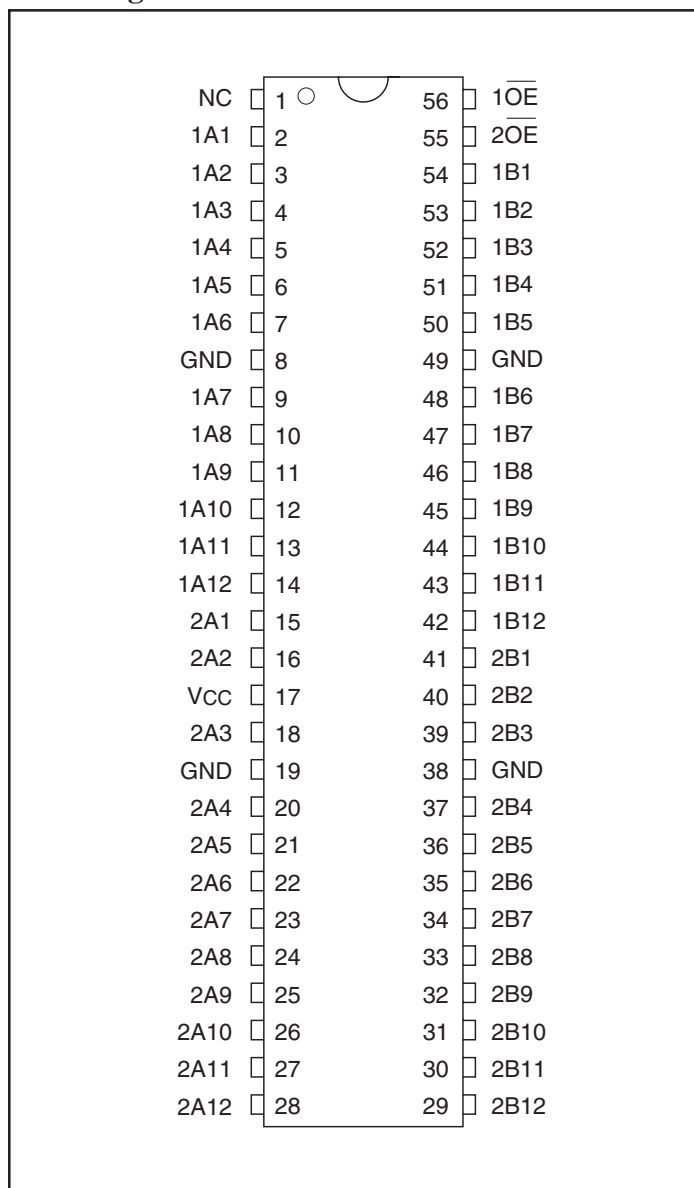 NC 1 56 1O̅E̅
1A1 2 55 2O̅E̅
1A2 3 54 1B1
1A3 4 53 1B2
1A4 5 52 1B3
1A5 6 51 1B4
1A6 7 50 1B5
GND 8 49 GND
1A7 9 48 1B6
1A8 10 47 1B7
1A9 11 46 1B8
1A10 12 45 1B9
1A11 13 44 1B10
1A12 14 43 1B11
2A1 15 42 1B12
2A2 16 41 2B1
VCC 17 40 2B2
2A3 18 39 2B3
GND 19 38 GND
2A4 20 37 2B4
2A5 21 36 2B5
2A6 22 35 2B6
2A7 23 34 2B7
2A8 24 33 2B8
2A9 25 32 2B9
2A10 26 31 2B10
2A11 27 30 2B11
2A12 28 29 2B12